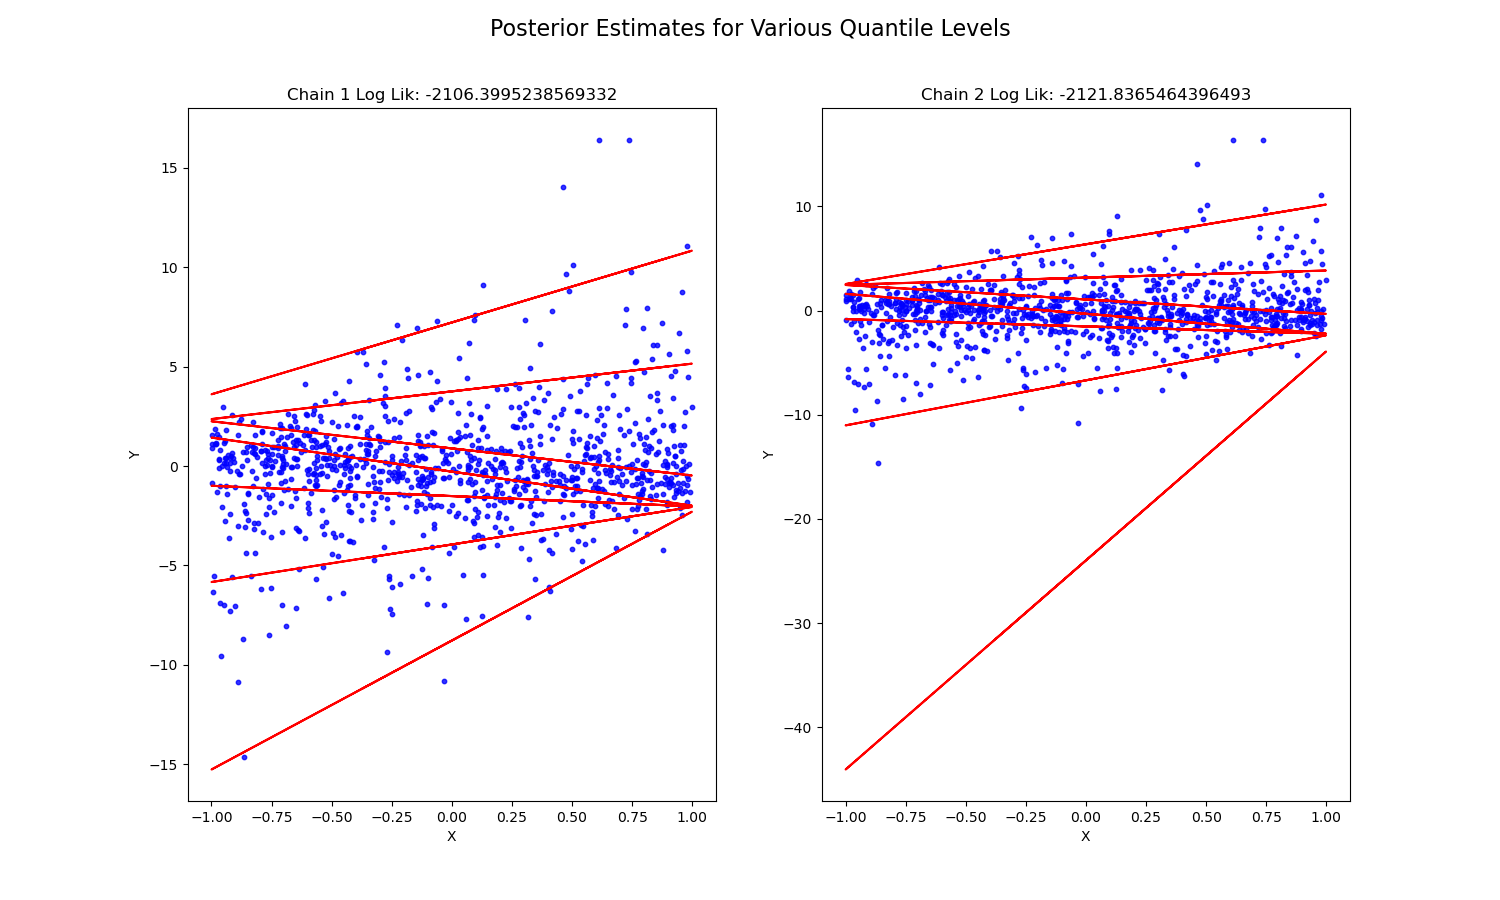 Posterior Estimates for Various Quantile Levels
Chain 1 Log Lik: -2106.3995238569332
Y
15
10
5
0
−5
−10
−15
−1.00 −0.75 −0.50 −0.25 0.00 0.25 0.50 0.75 1.00
X
Chain 2 Log Lik: -2121.8365464396493
Y
10
0
−10
−20
−30
−40
−1.00 −0.75 −0.50 −0.25 0.00 0.25 0.50 0.75 1.00
X